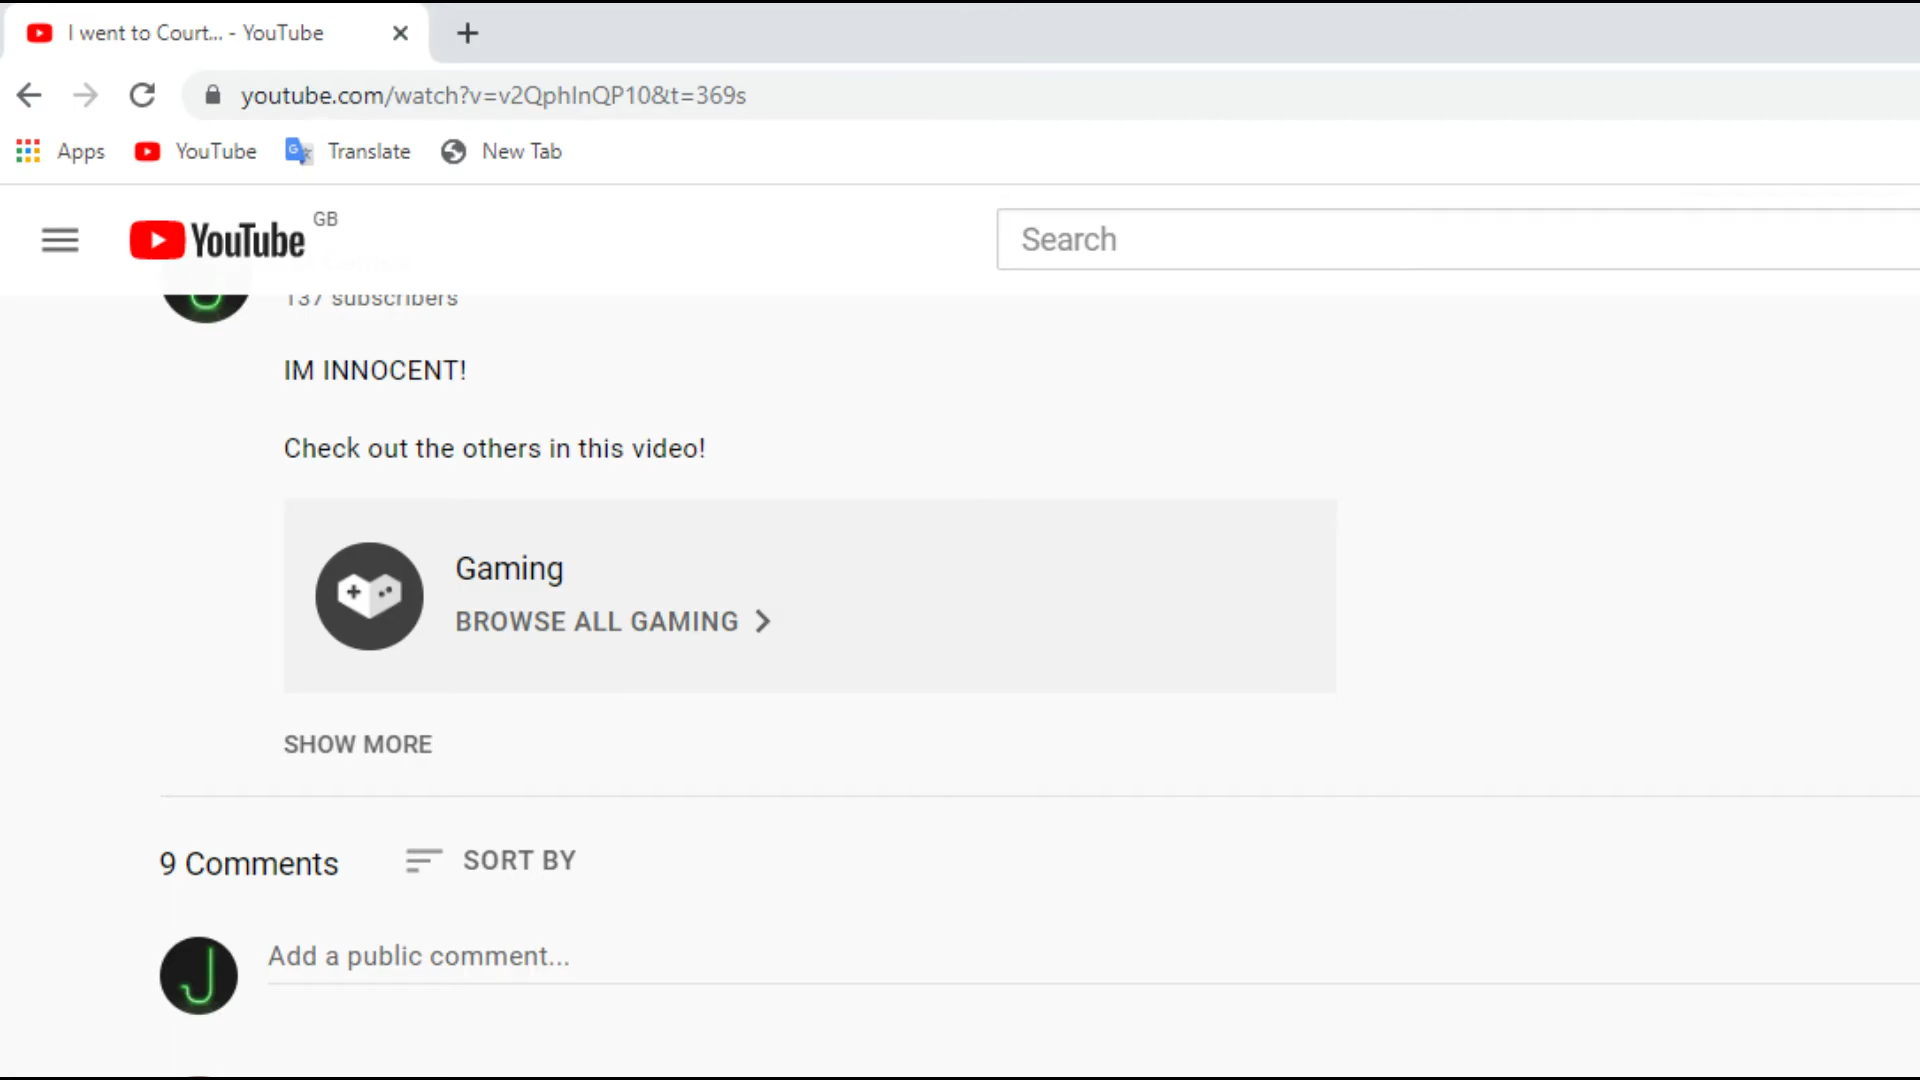 I went to Court... - YouTube
youtube.com/watch?v=v2QphInQP10&t=369s
Apps YouTube Translate New Tab
YouTube GB
Search
137 subscribers
IM INNOCENT!
Check out the others in this video!
Gaming
BROWSE ALL GAMING
SHOW MORE
9 Comments SORT BY
J Add a public comment...